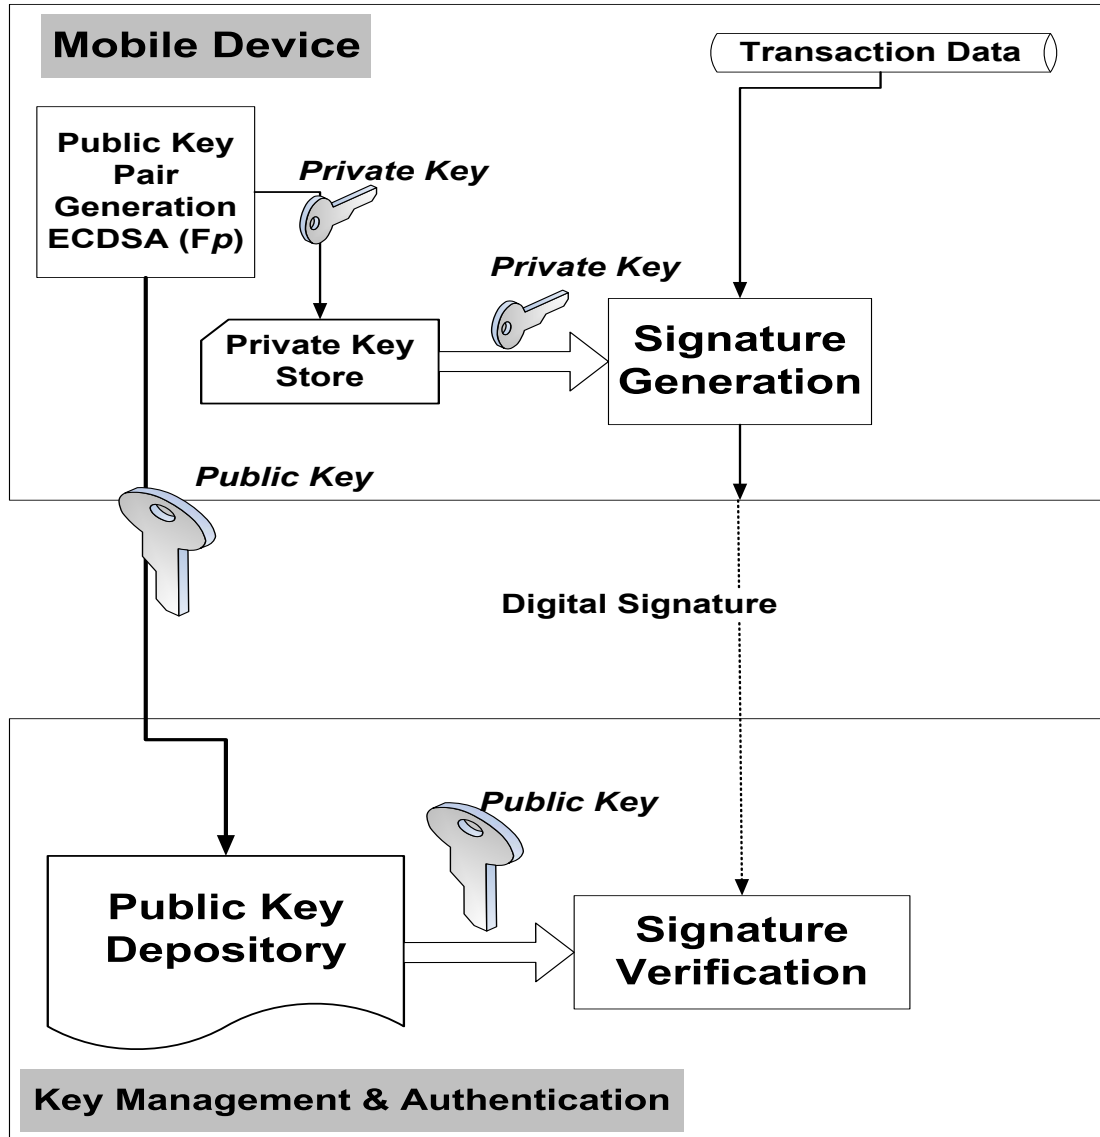 Mobile Device
Transaction Data
Public Key
Pair
Generation
ECDSA (Fp)
Private Key
Private Key
Private Key
Store
Signature
Generation
Public Key
Digital Signature
Public Key
Public Key
Depository
Signature
Verification
Key Management & Authentication